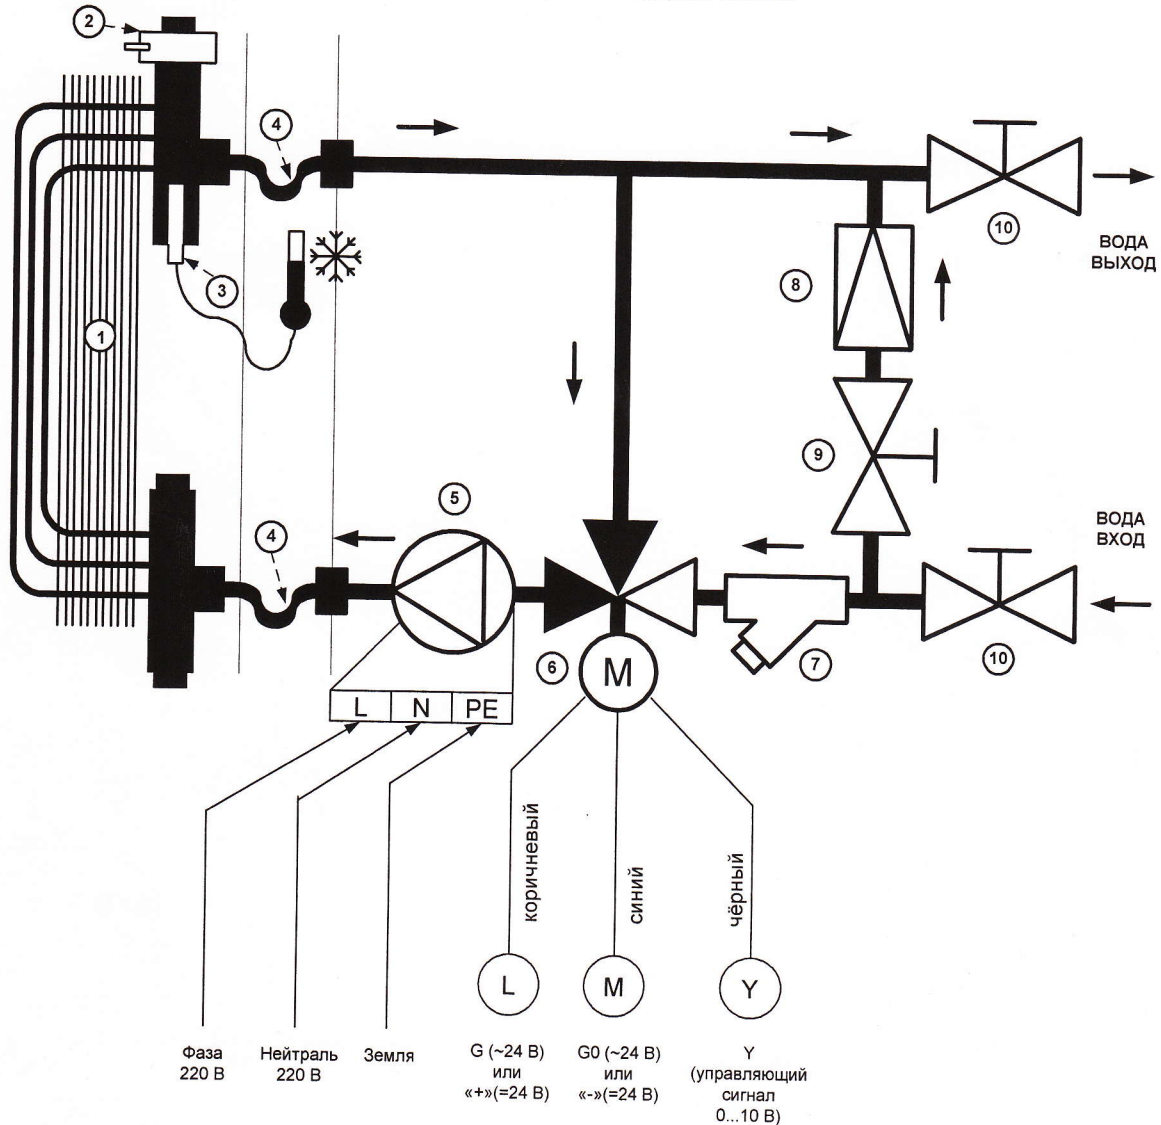 2
4
10
ВОДА
ВЫХОД
8
3
1
9
5
ВОДА
ВХОД
4
6
M
7
10
L N PE
коричневый
синий
чёрный
L
M
Y
Фаза
220 В
Нейтраль
220 В
Земля
G (~24 В)
или
«+»(=24 В)
G0 (~24 В)
или
«-»(=24 В)
Y
(управляющий
сигнал
0...10 В)